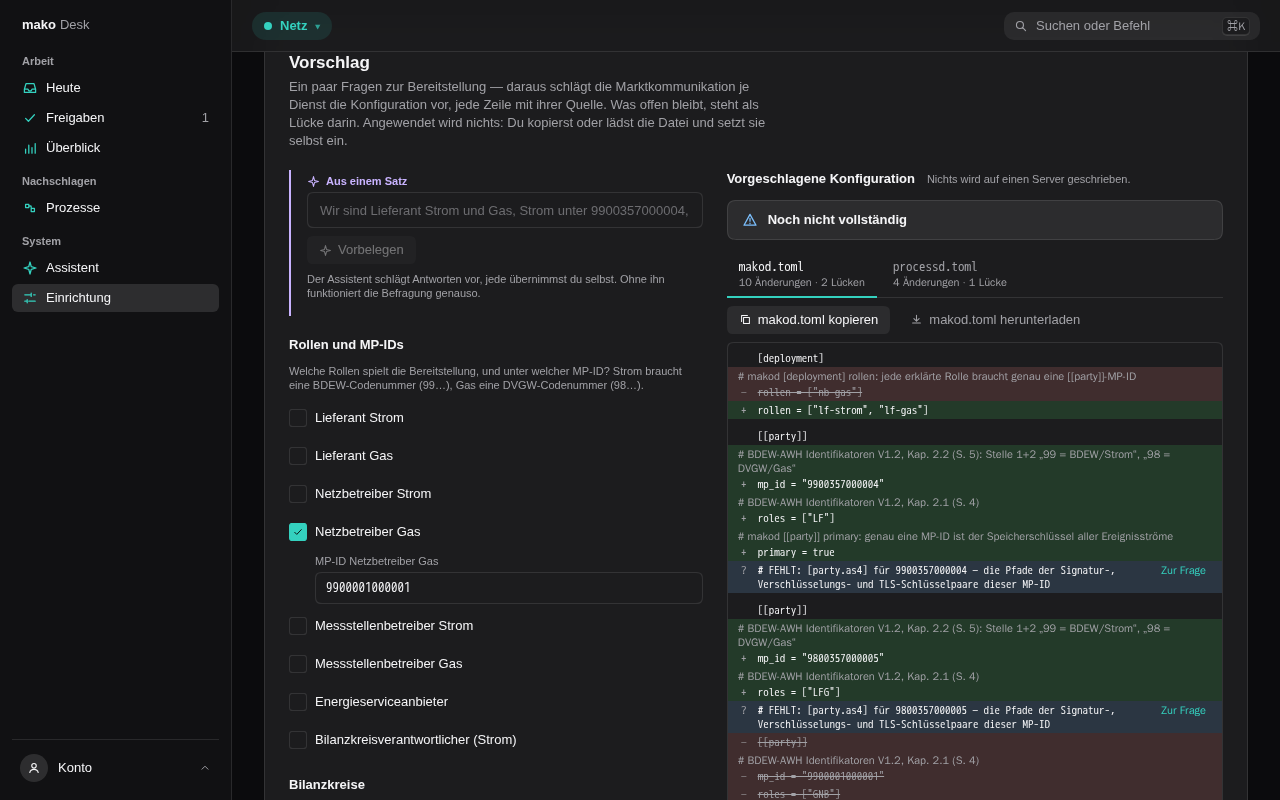 mako Desk
Arbeit
Heute
Freigaben 1
Überblick
Nachschlagen
Prozesse
System
Assistent
Einrichtung
Konto
Netz
Suchen oder Befehl
⌘K
Vorschlag
Ein paar Fragen zur Bereitstellung — daraus schlägt die Marktkommunikation je
Dienst die Konfiguration vor, jede Zeile mit ihrer Quelle. Was offen bleibt, steht als
Lücke darin. Angewendet wird nichts: Du kopierst oder lädst die Datei und setzt sie
selbst ein.
Aus einem Satz
Wir sind Lieferant Strom und Gas, Strom unter 9900357000004,
Vorbelegen
Der Assistent schlägt Antworten vor, jede übernimmst du selbst. Ohne ihn
funktioniert die Befragung genauso.
Rollen und MP-IDs
Welche Rollen spielt die Bereitstellung, und unter welcher MP-ID? Strom braucht
eine BDEW-Codenummer (99…), Gas eine DVGW-Codenummer (98…).
Lieferant Strom
Lieferant Gas
Netzbetreiber Strom
Netzbetreiber Gas
MP-ID Netzbetreiber Gas
9900001000001
Messstellenbetreiber Strom
Messstellenbetreiber Gas
Energieserviceanbieter
Bilanzkreisverantwortlicher (Strom)
Bilanzkreise
Vorgeschlagene Konfiguration Nichts wird auf einen Server geschrieben.
Noch nicht vollständig
makod.toml
10 Änderungen · 2 Lücken
processd.toml
4 Änderungen · 1 Lücke
makod.toml kopieren
makod.toml herunterladen
[deployment]
# makod [deployment] rollen: jede erklärte Rolle braucht genau eine [[party]]-MP-ID
− rollen = ["nb-gas"]
+ rollen = ["lf-strom", "lf-gas"]
[[party]]
# BDEW-AWH Identifikatoren V1.2, Kap. 2.2 (S. 5): Stelle 1+2 „99 = BDEW/Strom", „98 =
DVGW/Gas"
+ mp_id = "9900357000004"
# BDEW-AWH Identifikatoren V1.2, Kap. 2.1 (S. 4)
+ roles = ["LF"]
# makod [[party]] primary: genau eine MP-ID ist der Speicherschlüssel aller Ereignisströme
+ primary = true
? # FEHLT: [party.as4] für 9900357000004 — die Pfade der Signatur-, Zur Frage
Verschlüsselungs- und TLS-Schlüsselpaare dieser MP-ID
[[party]]
# BDEW-AWH Identifikatoren V1.2, Kap. 2.2 (S. 5): Stelle 1+2 „99 = BDEW/Strom", „98 =
DVGW/Gas"
+ mp_id = "9800357000005"
# BDEW-AWH Identifikatoren V1.2, Kap. 2.1 (S. 4)
+ roles = ["LFG"]
? # FEHLT: [party.as4] für 9800357000005 — die Pfade der Signatur-, Zur Frage
Verschlüsselungs- und TLS-Schlüsselpaare dieser MP-ID
− [[party]]
# BDEW-AWH Identifikatoren V1.2, Kap. 2.1 (S. 4)
− mp_id = "9900001000001"
− roles = ["GNB"]